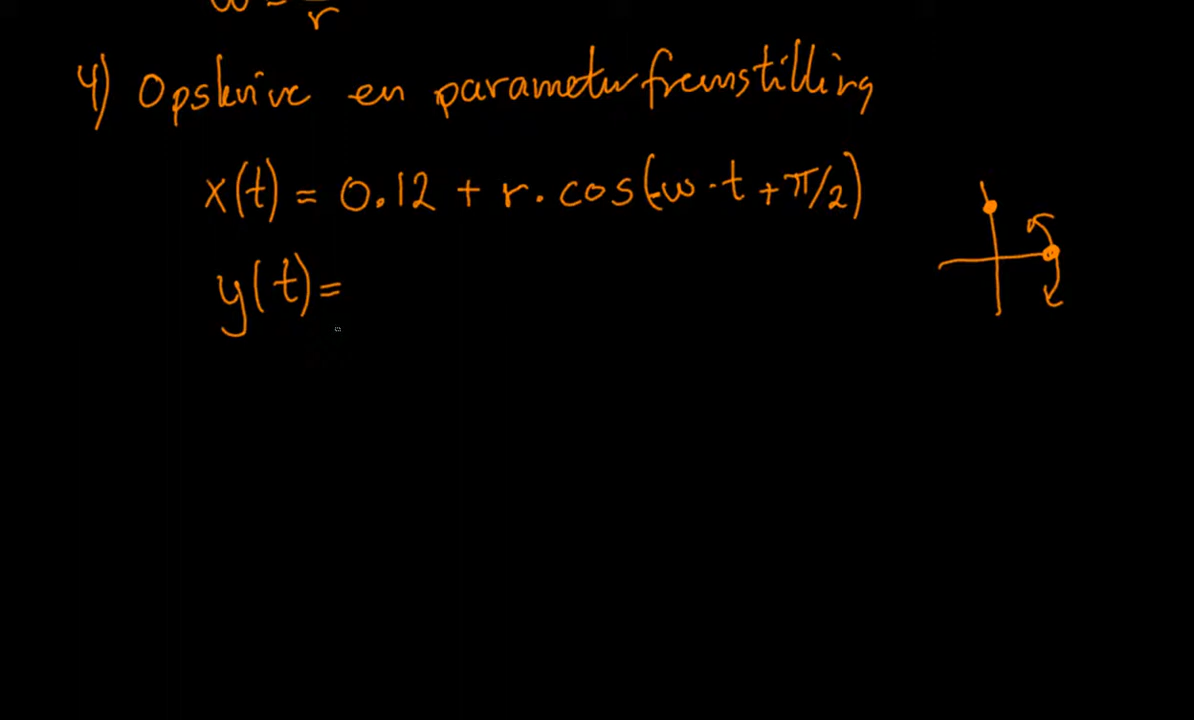 ω = r
4) Opskrive en parameterfremstilling
x(t) = 0.12 + r · cos(-ω · t + π/2)
y(t) =